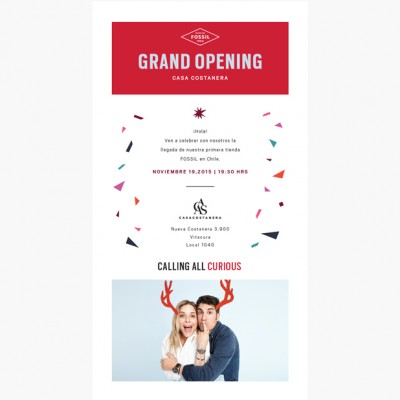 FOSSIL
GRAND OPENING
CASA COSTANERA
¡Hola!
Ven a celebrar con nosotros la
llegada de nuestra primera tienda
FOSSIL en Chile.
NOVIEMBRE 19,2015 | 19:30 HRS
CASACOSTANERA
Nueva Costanera 3.900
Vitacura
Local 1040
CALLING ALL CURIOUS